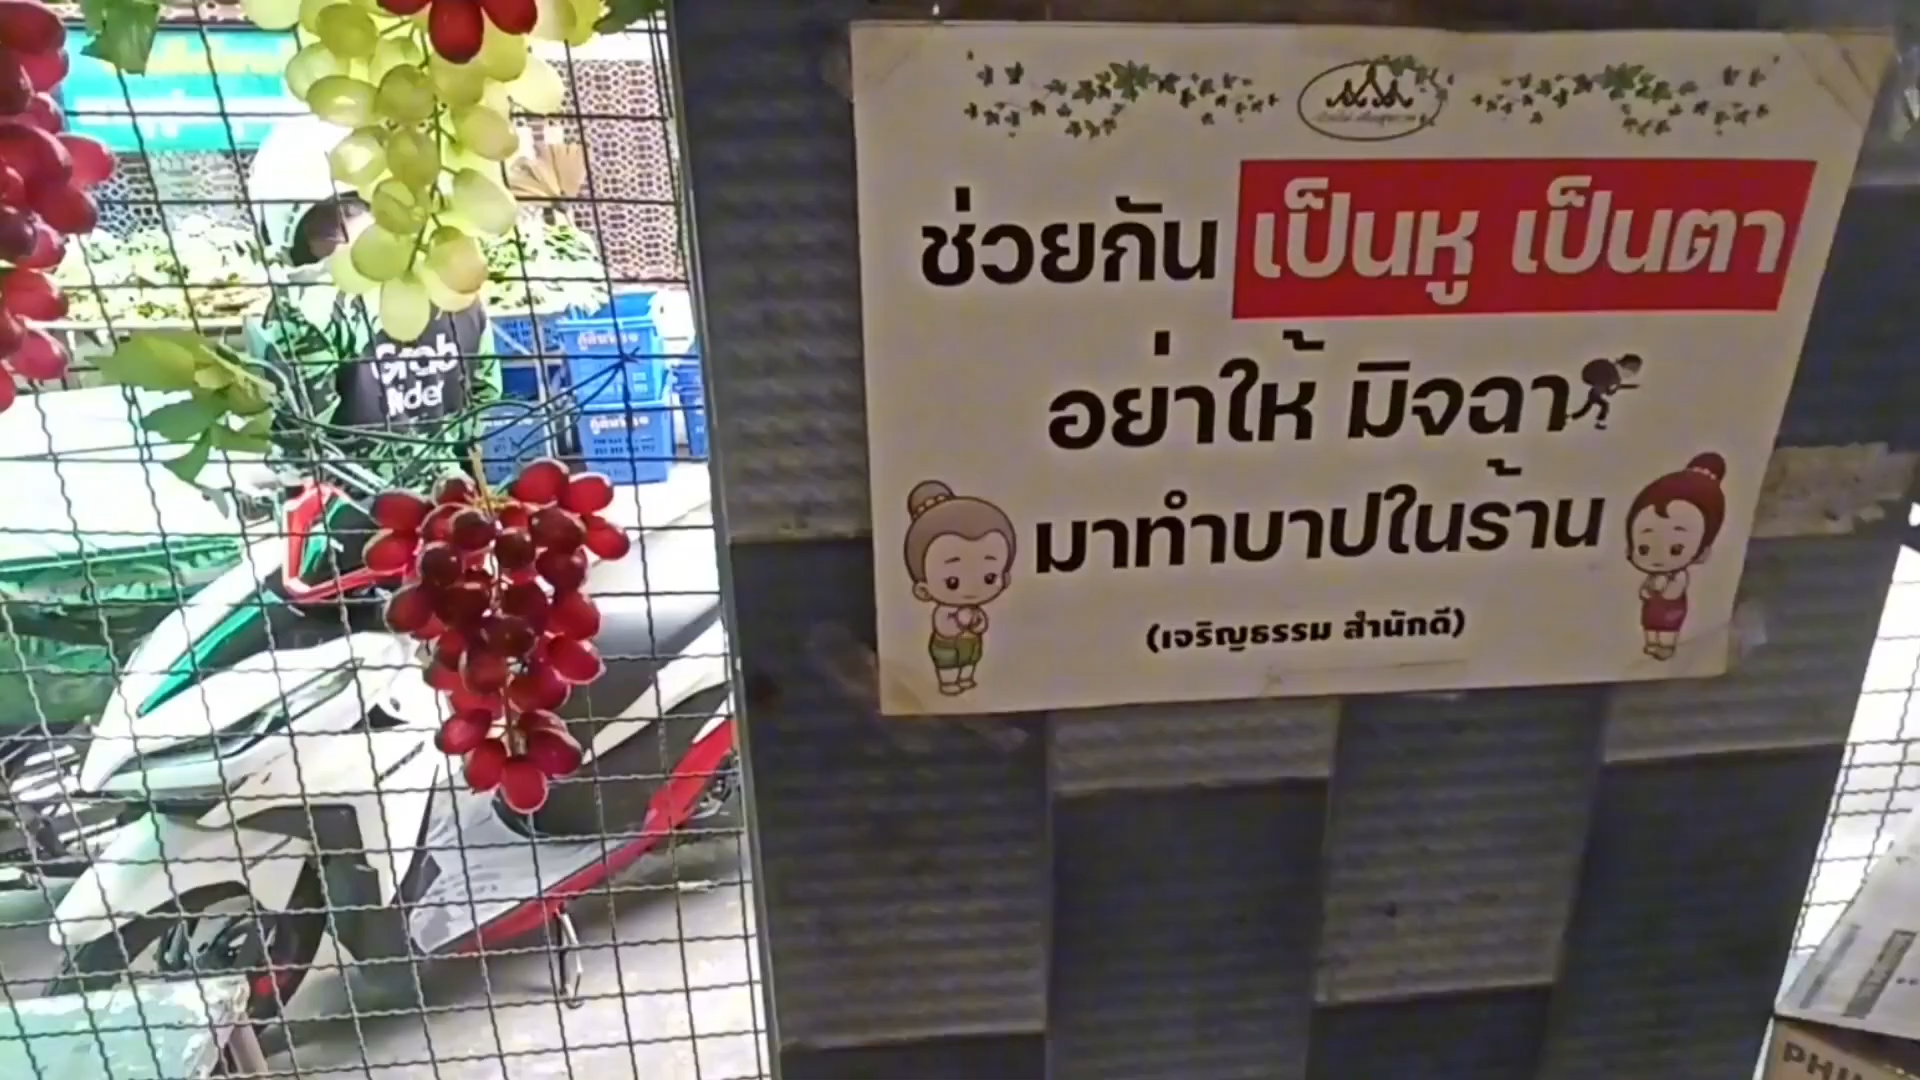 ช่วยกัน เป็นหู เป็นตา
อย่าให้ มิจฉา
มาทำบาปในร้าน
(เจริญธรรม สำนักดี)
Grab
Rider